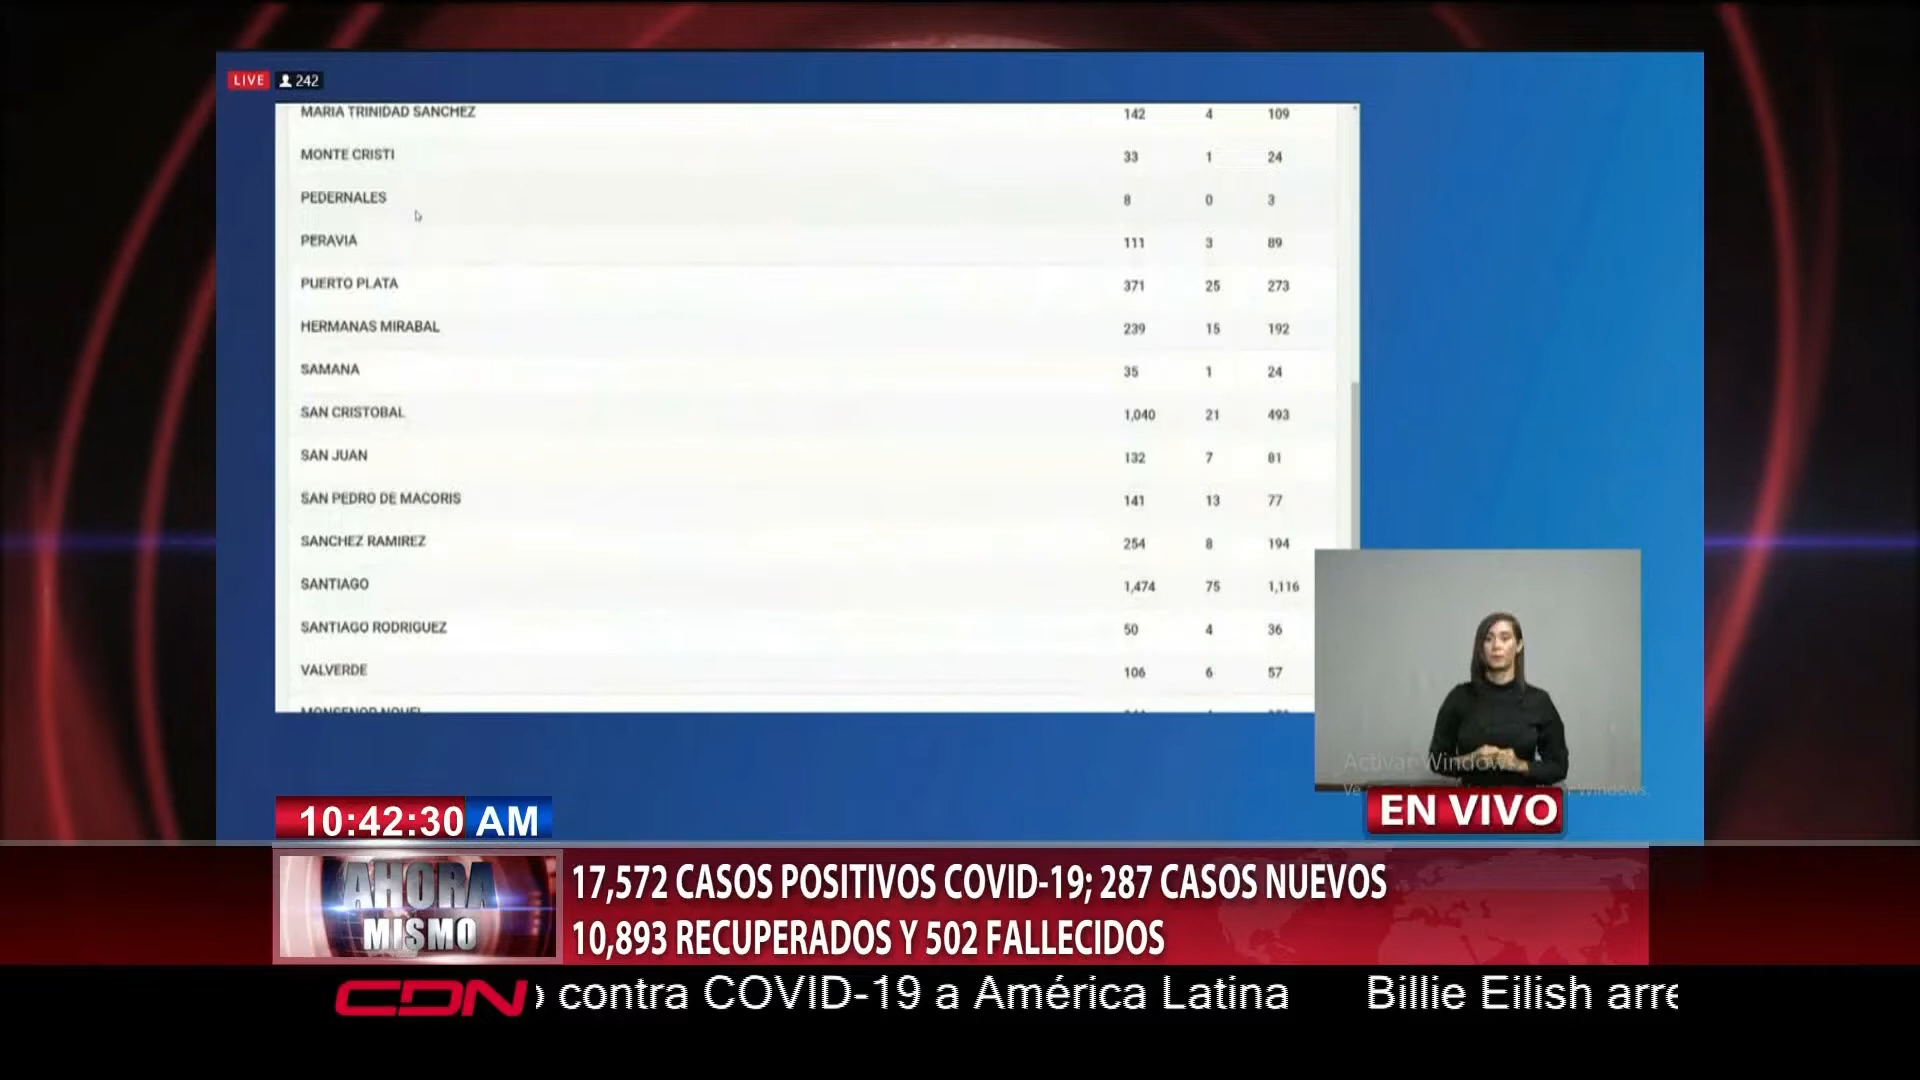 LIVE 242
MARIA TRINIDAD SANCHEZ 142 4 109
MONTE CRISTI 33 1 24
PEDERNALES 8 0 3
PERAVIA 111 3 89
PUERTO PLATA 371 25 273
HERMANAS MIRABAL 239 15 192
SAMANA 35 1 24
SAN CRISTOBAL 1,040 21 493
SAN JUAN 132 7 81
SAN PEDRO DE MACORIS 141 13 77
SANCHEZ RAMIREZ 254 8 194
SANTIAGO 1,474 75 1,116
SANTIAGO RODRIGUEZ 50 4 36
VALVERDE 106 6 57
MONSENOR NOUEL
Activar Windows
Ve Windows.
EN VIVO
10:42:30 AM
AHORA
MISMO
17,572 CASOS POSITIVOS COVID-19; 287 CASOS NUEVOS
10,893 RECUPERADOS Y 502 FALLECIDOS
CDN contra COVID-19 a América Latina Billie Eilish arre